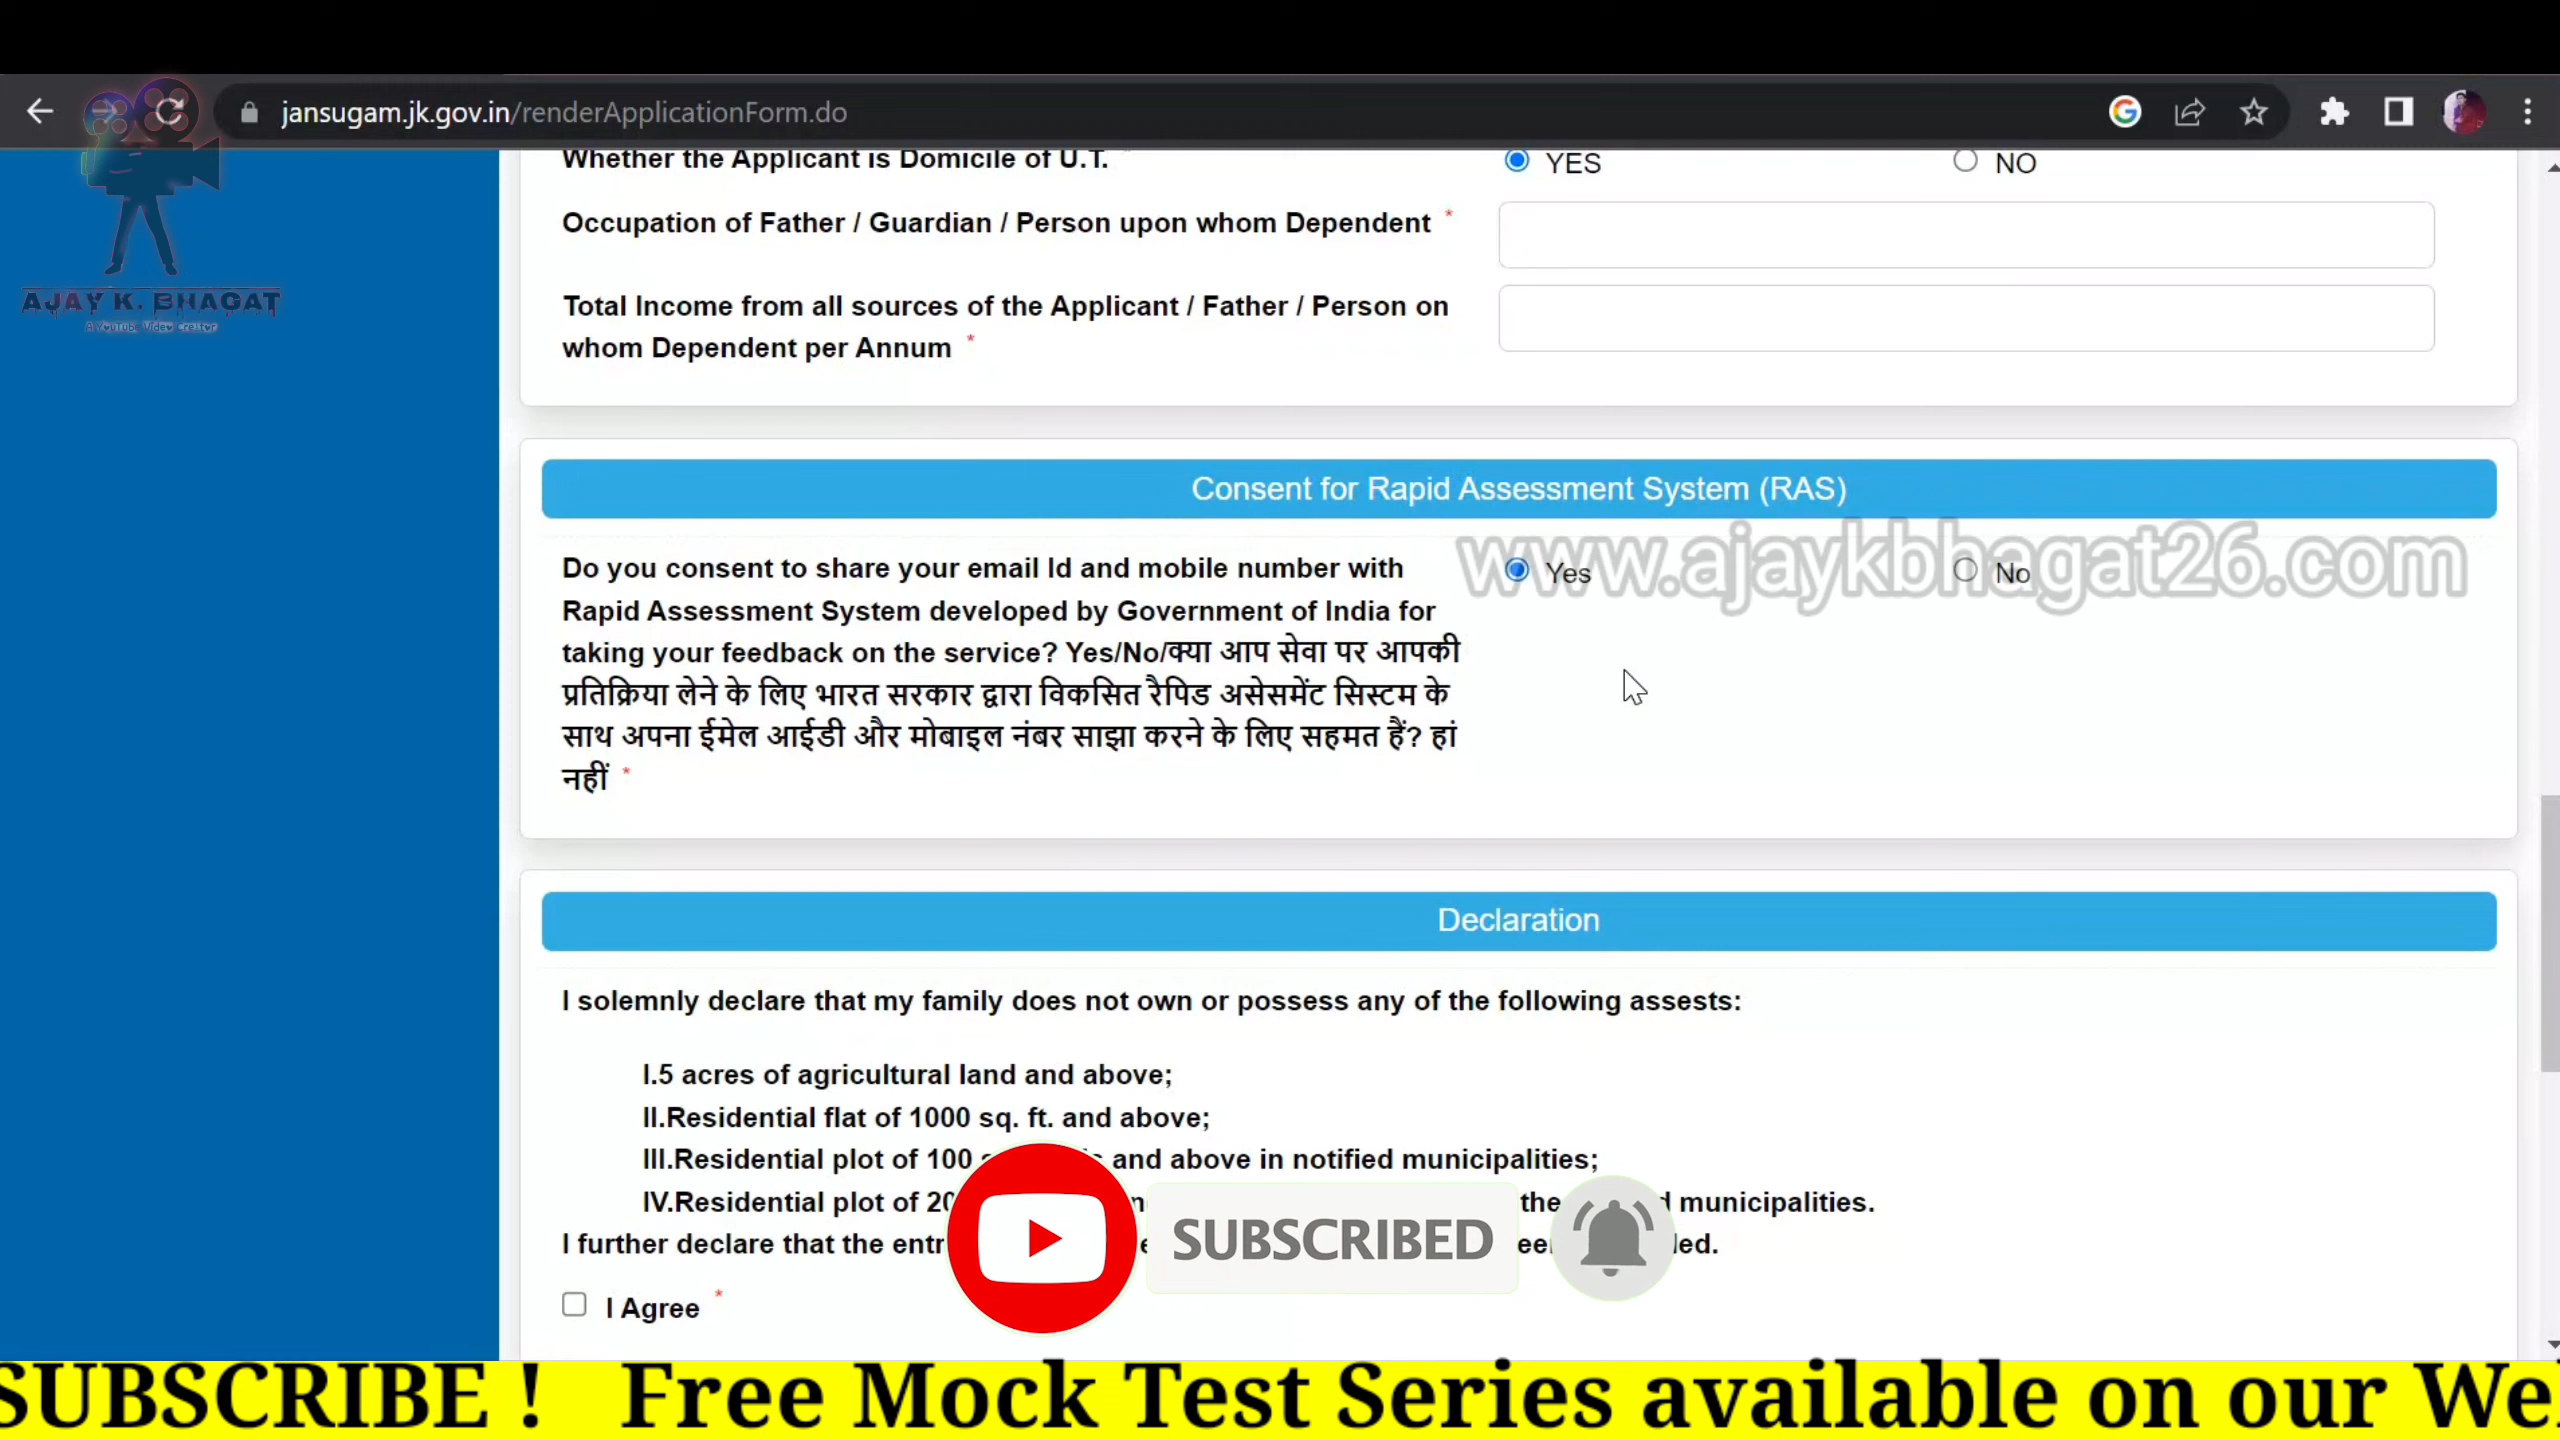 jansugam.jk.gov.in/renderApplicationForm.do
Whether the Applicant is Domicile of U.T. *
YES
NO
AJAY K. BHAGAT
Occupation of Father / Guardian / Person upon whom Dependent *
Total Income from all sources of the Applicant / Father / Person on
whom Dependent per Annum *
Consent for Rapid Assessment System (RAS)
www.ajaykbhagat26.com
Do you consent to share your email Id and mobile number with
Yes
No
Rapid Assessment System developed by Government of India for
taking your feedback on the service? Yes/No/क्या आप सेवा पर आपकी
प्रतिक्रिया लेने के लिए भारत सरकार द्वारा विकसित रैपिड असेसमेंट सिस्टम के
साथ अपना ईमेल आईडी और मोबाइल नंबर साझा करने के लिए सहमत हैं? हां
नहीं *
Declaration
I solemnly declare that my family does not own or possess any of the following assests:
I.5 acres of agricultural land and above;
II.Residential flat of 1000 sq. ft. and above;
III.Residential plot of 100 and above in notified municipalities;
IV.Residential plot of the municipalities.
I further declare that the
SUBSCRIBED
I Agree *
SUBSCRIBE ! Free Mock Test Series available on our